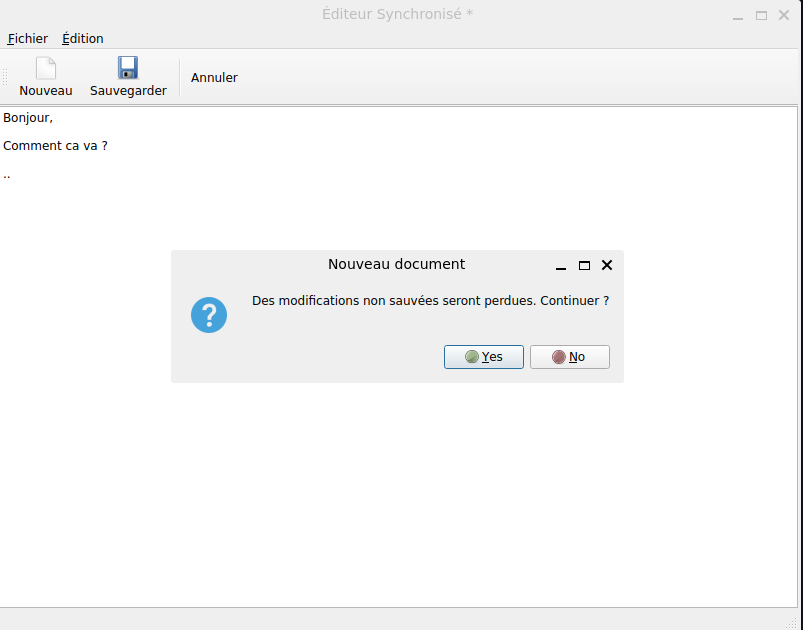 Éditeur Synchronisé *
Fichier Édition
Nouveau Sauvegarder Annuler
Bonjour,
Comment ca va ?
..
Nouveau document
Des modifications non sauvées seront perdues. Continuer ?
Yes No